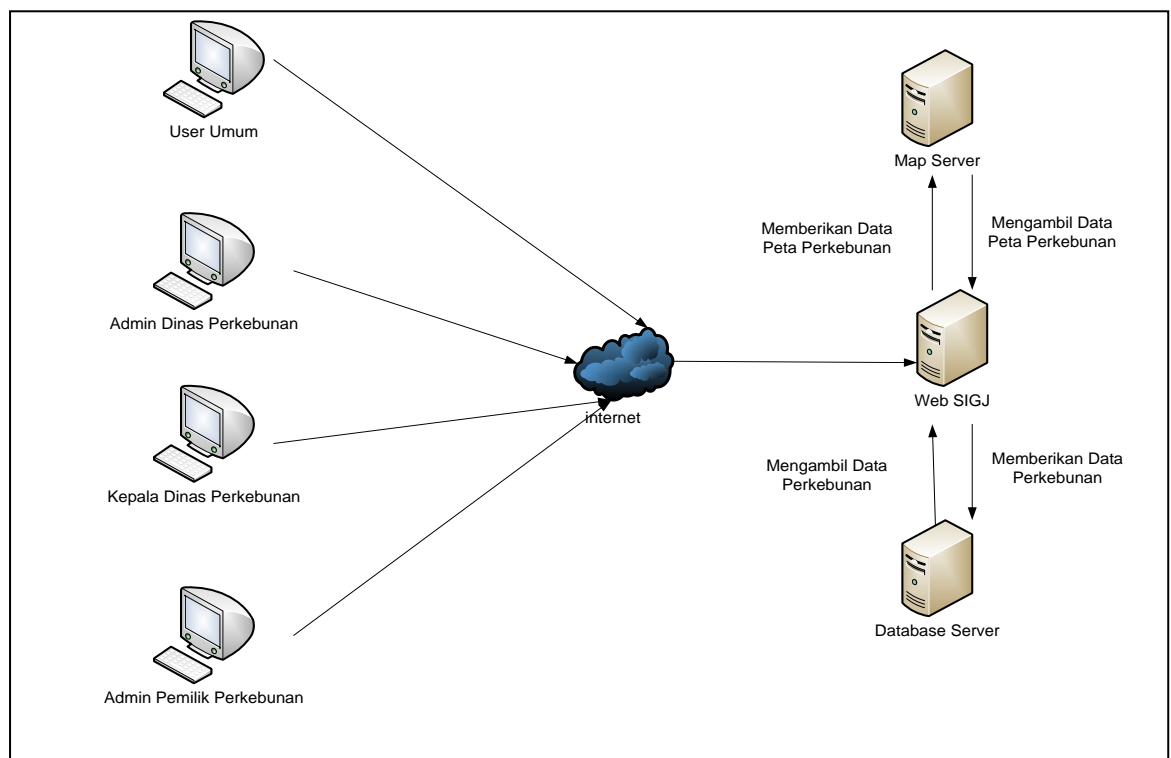 User Umum
Map Server
Memberikan Data
Peta Perkebunan
Mengambil Data
Peta Perkebunan
Admin Dinas Perkebunan
internet
Web SIGJ
Kepala Dinas Perkebunan
Mengambil Data
Perkebunan
Memberikan Data
Perkebunan
Database Server
Admin Pemilik Perkebunan